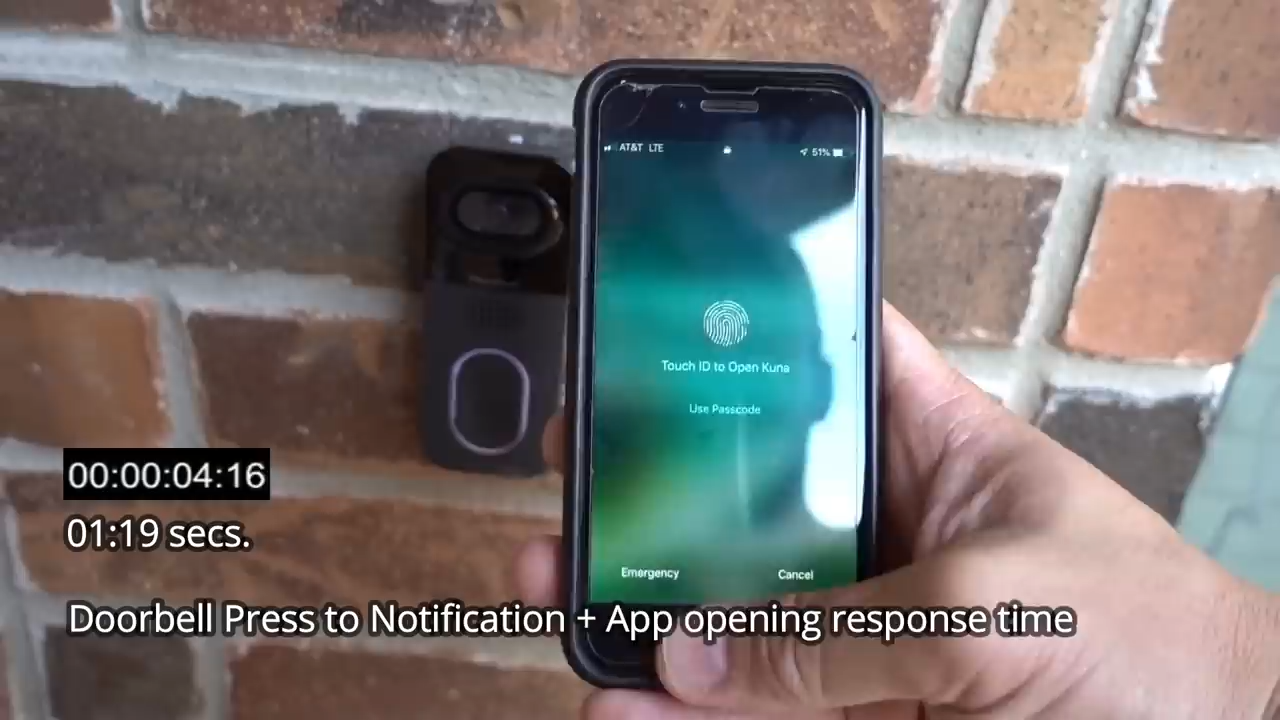 AT&T LTE
51%
Touch ID to Open Kuna
Use Passcode
Emergency
Cancel
00:00:04:16
01:19 secs.
Doorbell Press to Notification + App opening response time